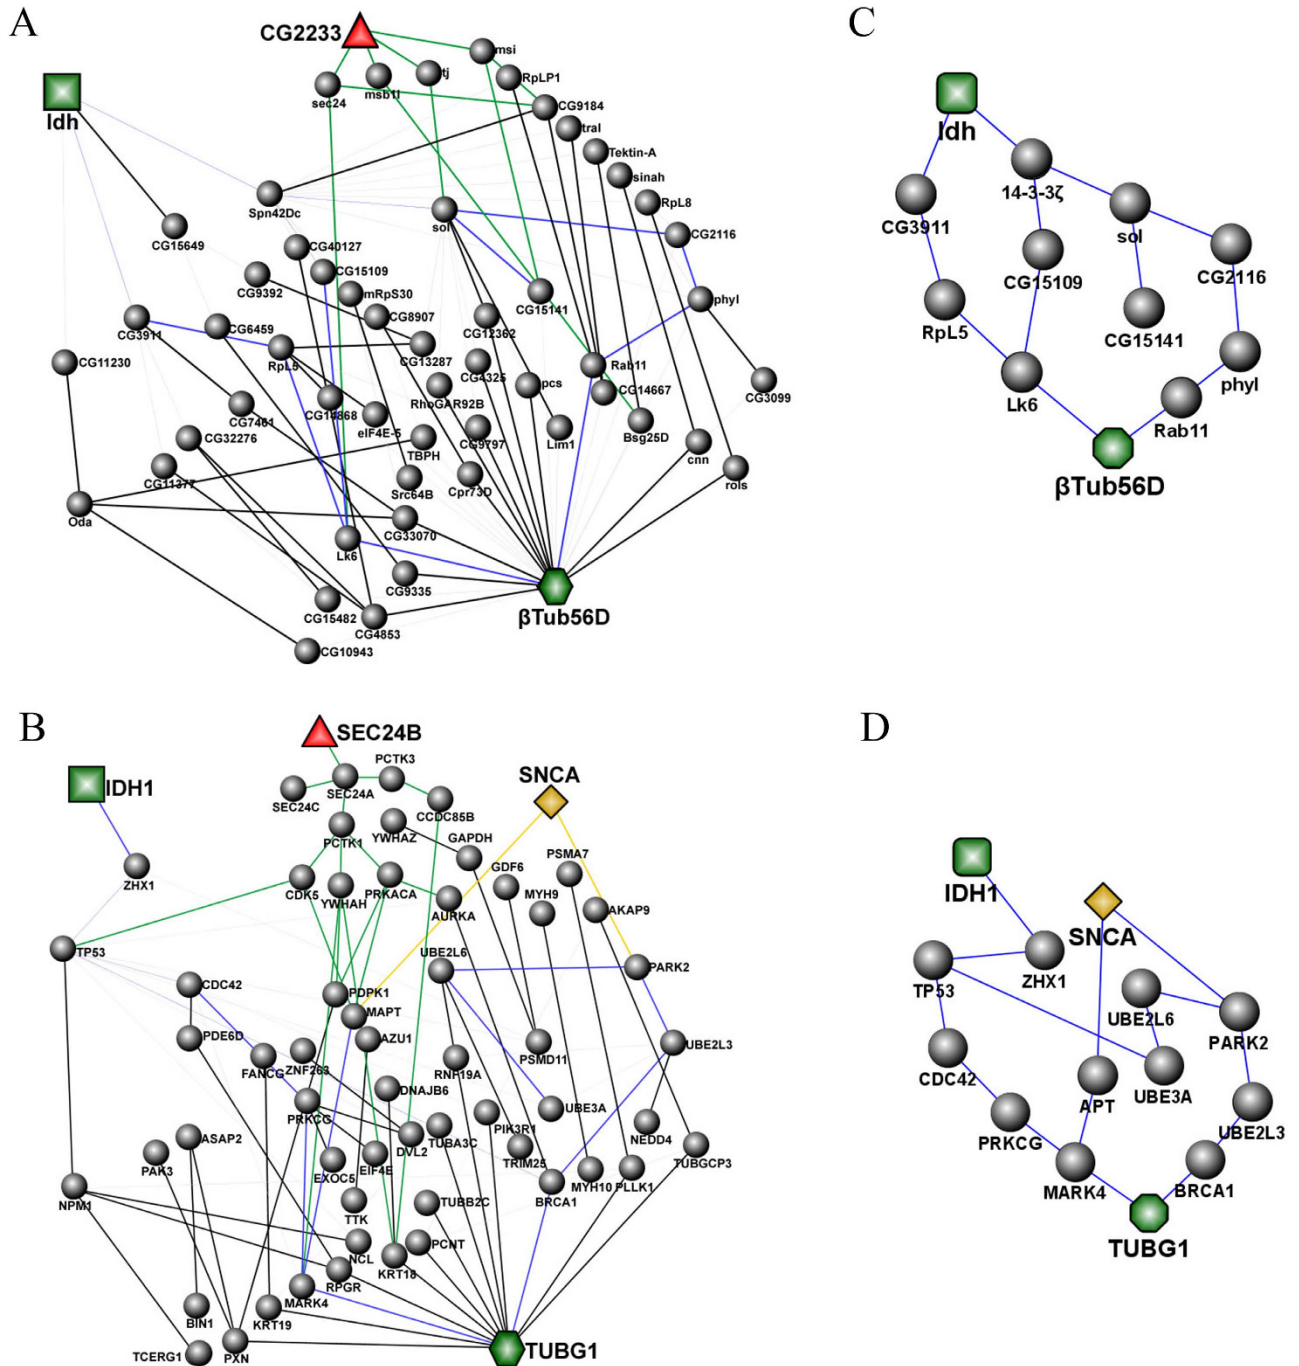 A
CG2233
msi
tj
RpLP1
Idh
sec24
msb1l
CG9184
tral
Tektin-A
sinah
Spn42Dc
RpL8
sol
CG2116
CG15649
CG40127
CG15109
CG9392
mRpS30
CG15141
phyl
CG3911
CG6459
CG8907
CG12362
CG11230
RpL5
CG13287
CG4325
Rab11
pcs
CG14667
CG3099
RhoGAR92B
CG7461
CG14868
eIF4E-5
Lim1
Bsg25D
CG32276
TBPH
CG9797
cnn
CG11377
Src64B
Cpr73D
rols
Oda
CG33070
Lk6
CG9335
βTub56D
CG15482
CG4853
CG10943
C
Idh
14-3-3ζ
CG3911
sol
CG15109
CG2116
RpL5
CG15141
Lk6
phyl
Rab11
βTub56D
B
SEC24B
PCTK3
SNCA
IDH1
SEC24C
SEC24A
CCDC85B
PCTK1
YWHAZ
GAPDH
PSMA7
ZHX1
GDF6
CDK5
YWHAH
PRKACA
MYH9
AURKA
AKAP9
TP53
UBE2L6
PARK2
CDC42
PDPK1
MAPT
PDE6D
AZU1
UBE2L3
FANCG
ZNF263
PSMD11
RNF19A
DNAJB6
PRKCG
UBE3A
PIK3R1
NEDD4
ASAP2
TUBA3C
DVL2
TRIM25
TUBGCP3
PAK3
EXOC5
EIF4E
NPM1
MYH10
PLLK1
BRCA1
TTK
TUBB2C
NCL
PCNT
RPGR
KRT18
MARK4
BIN1
KRT19
TCERG1
PXN
TUBG1
D
IDH1
SNCA
ZHX1
TP53
UBE2L6
PARK2
CDC42
APT
UBE3A
PRKCG
UBE2L3
MARK4
BRCA1
TUBG1